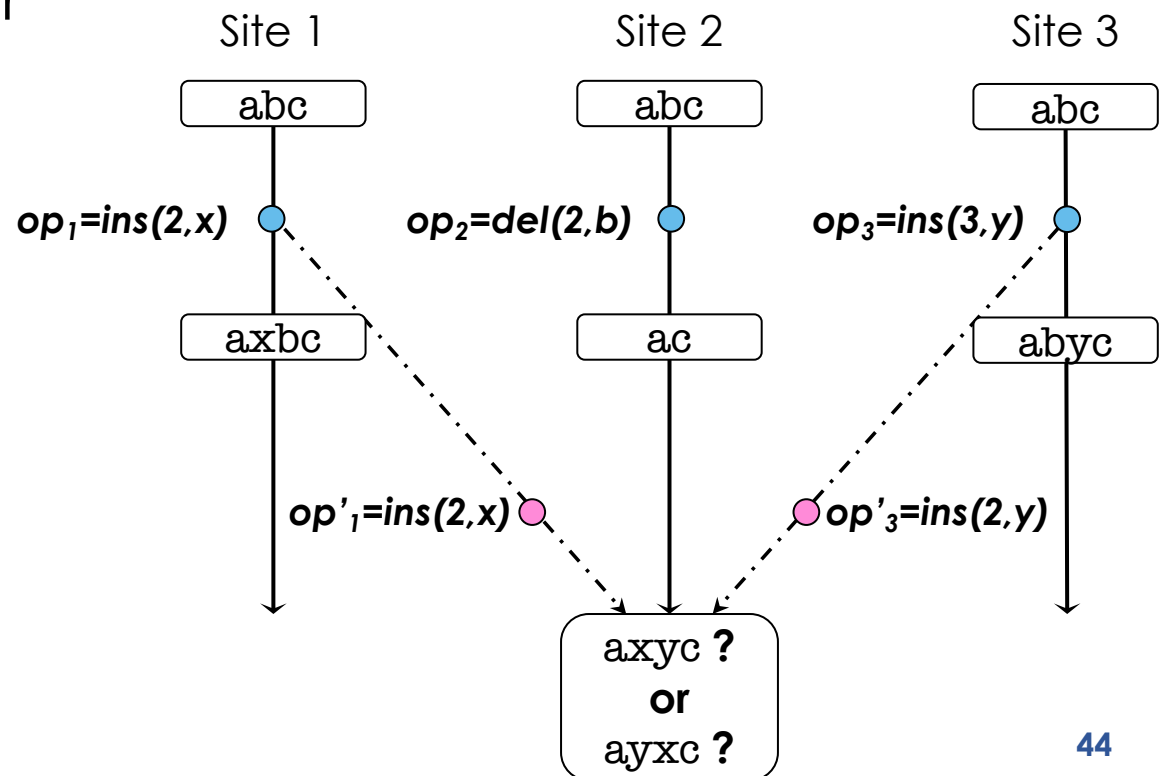 Site 1 Site 2 Site 3
abc abc abc
op1=ins(2,x) op2=del(2,b) op3=ins(3,y)
axbc ac abyc
op'1=ins(2,x) op'3=ins(2,y)
axyc ?
or
ayxc ?
44